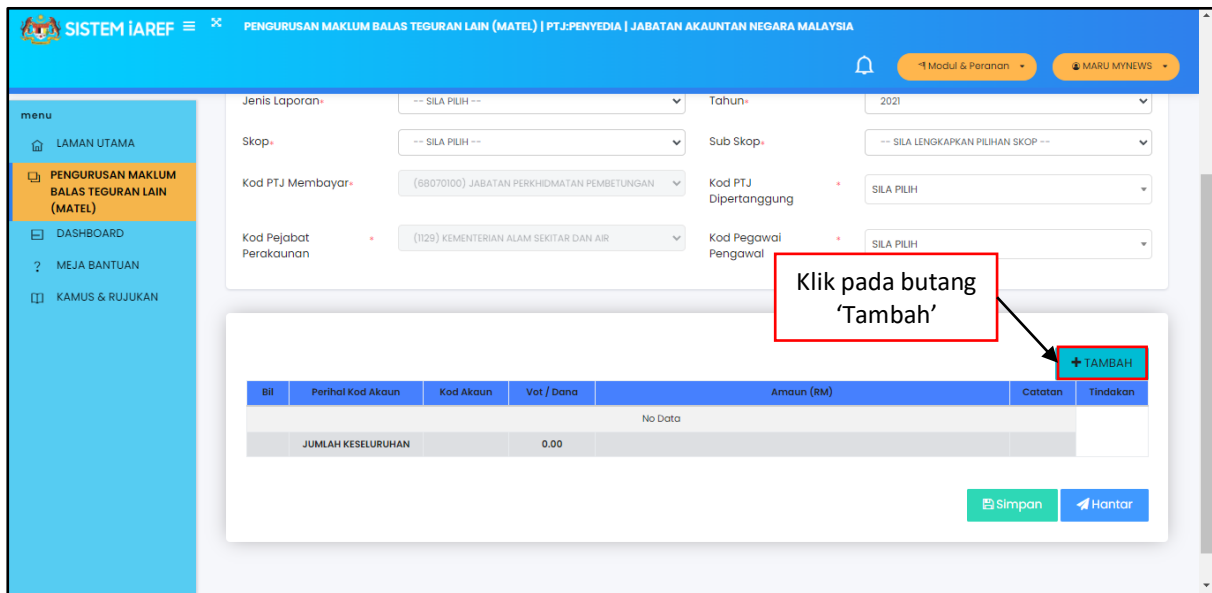 SISTEM iAREF
PENGURUSAN MAKLUM BALAS TEGURAN LAIN (MATEL) | PTJ:PENYEDIA | JABATAN AKAUNTAN NEGARA MALAYSIA
Modul & Peranan
MARU MYNEWS
menu
LAMAN UTAMA
PENGURUSAN MAKLUM
BALAS TEGURAN LAIN
(MATEL)
DASHBOARD
? MEJA BANTUAN
KAMUS & RUJUKAN
Jenis Laporan* -- SILA PILIH -- Tahun* 2021
Skop* -- SILA PILIH -- Sub Skop* -- SILA LENGKAPKAN PILIHAN SKOP --
Kod PTJ Membayar* (68070100) JABATAN PERKHIDMATAN PEMBETUNGAN
Kod PTJ * SILA PILIH
Dipertanggung
Kod Pejabat * (1129) KEMENTERIAN ALAM SEKITAR DAN AIR
Perakaunan
Kod Pegawai * SILA PILIH
Pengawal
Klik pada butang
‘Tambah’
+ TAMBAH
Bil Perihal Kod Akaun Kod Akaun Vot / Dana Amaun (RM) Catatan Tindakan
No Data
JUMLAH KESELURUHAN 0.00
Simpan Hantar